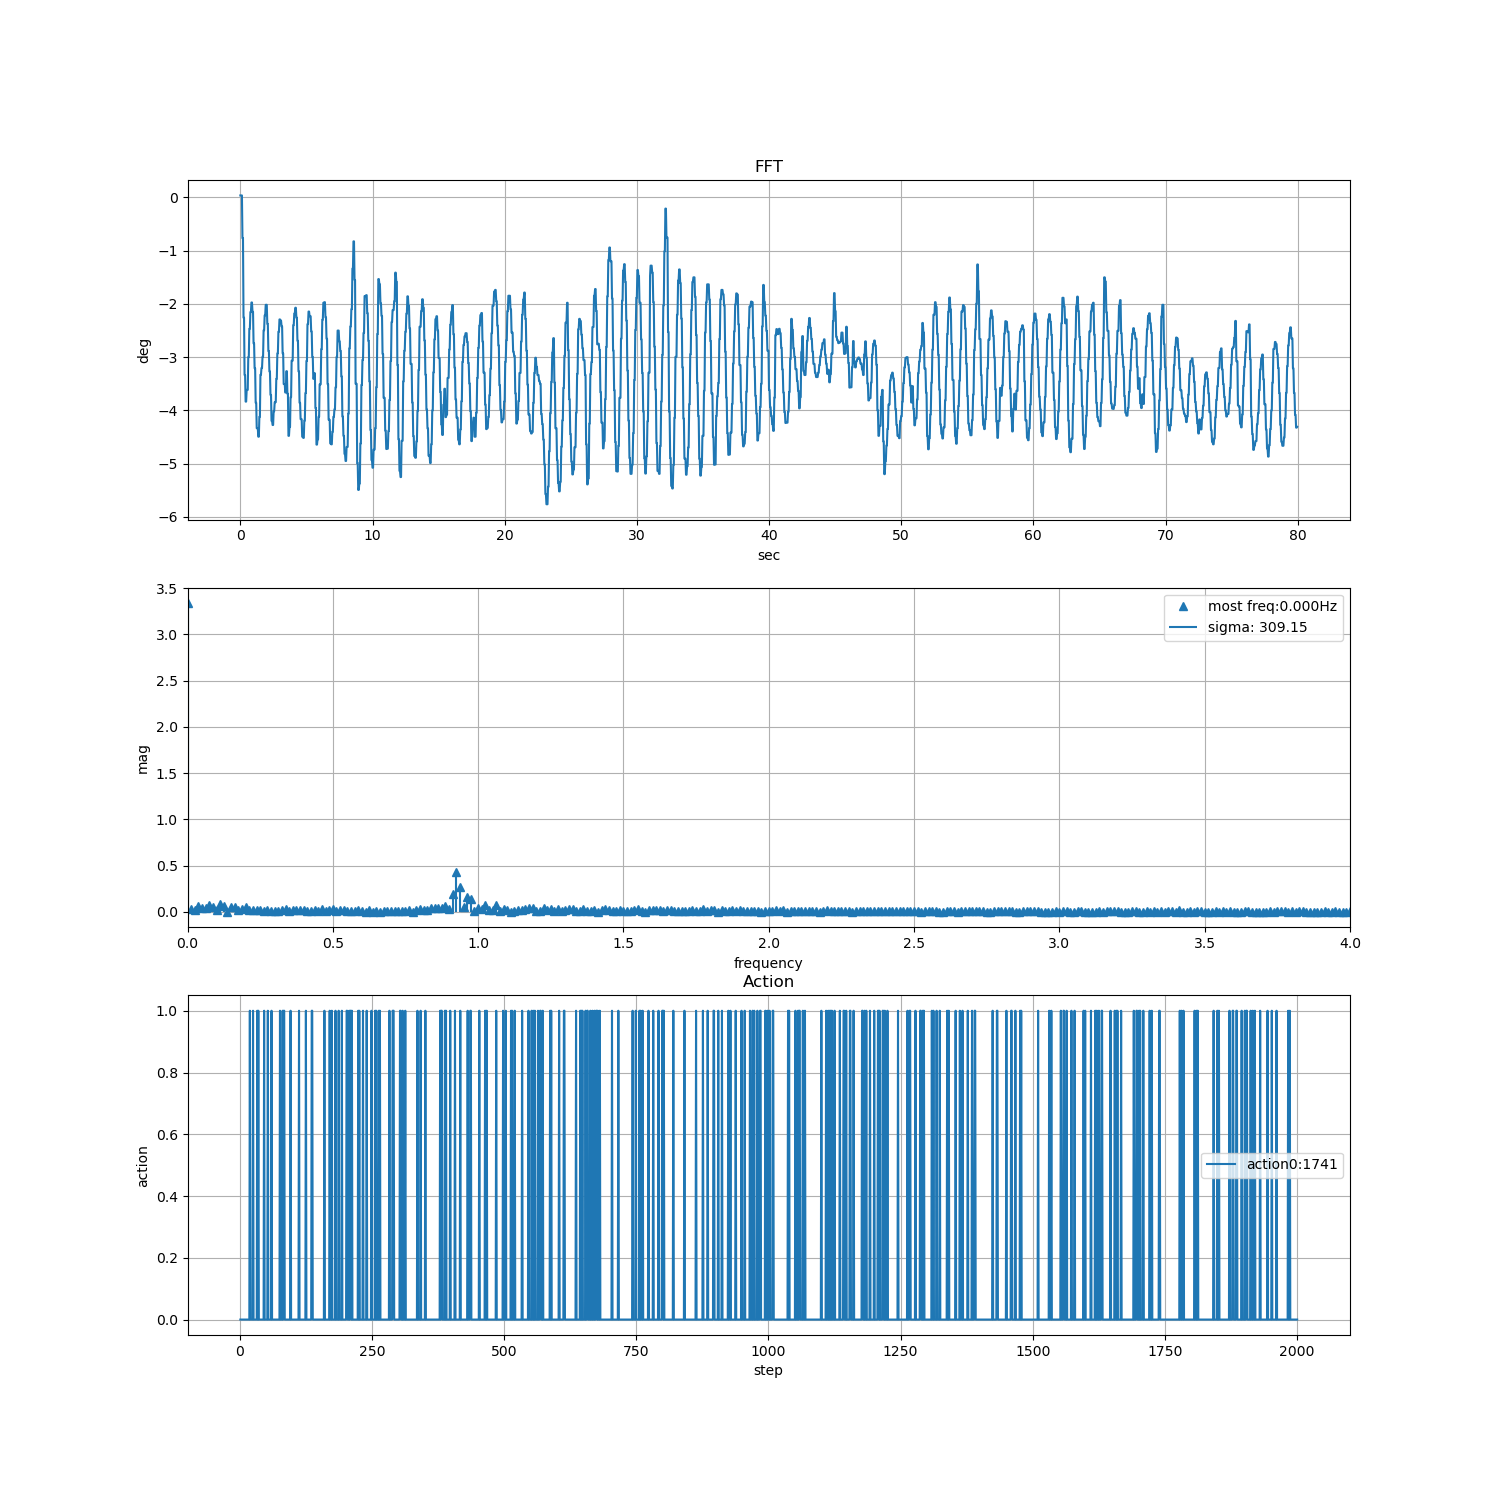 FFT
0
−1
−2
−3
−4
−5
−6
deg
0 10 20 30 40 50 60 70 80
sec
3.5
3.0
2.5
2.0
1.5
1.0
0.5
0.0
mag
most freq:0.000Hz
sigma: 309.15
0.0 0.5 1.0 1.5 2.0 2.5 3.0 3.5 4.0
frequency
Action
1.0
0.8
0.6
0.4
0.2
0.0
action
action0:1741
0 250 500 750 1000 1250 1500 1750 2000
step